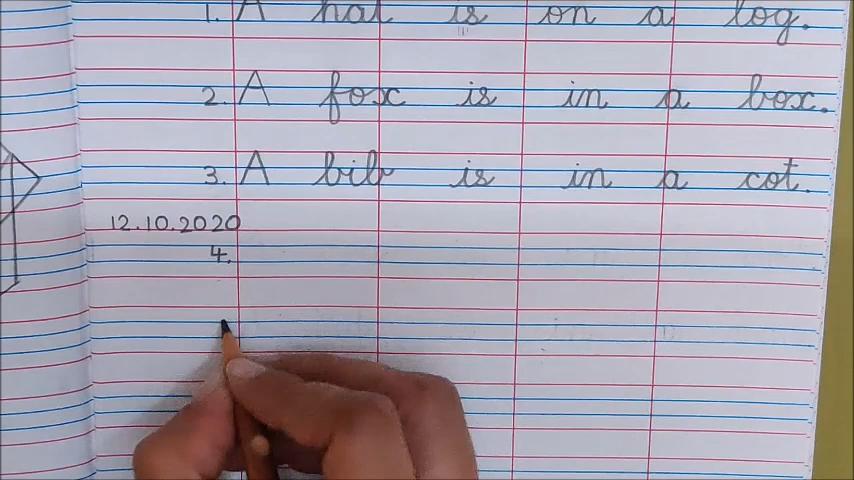 1. A hat is on a log.
2. A fox is in a box.
3. A bib is in a cot.
12.10.2020
4.